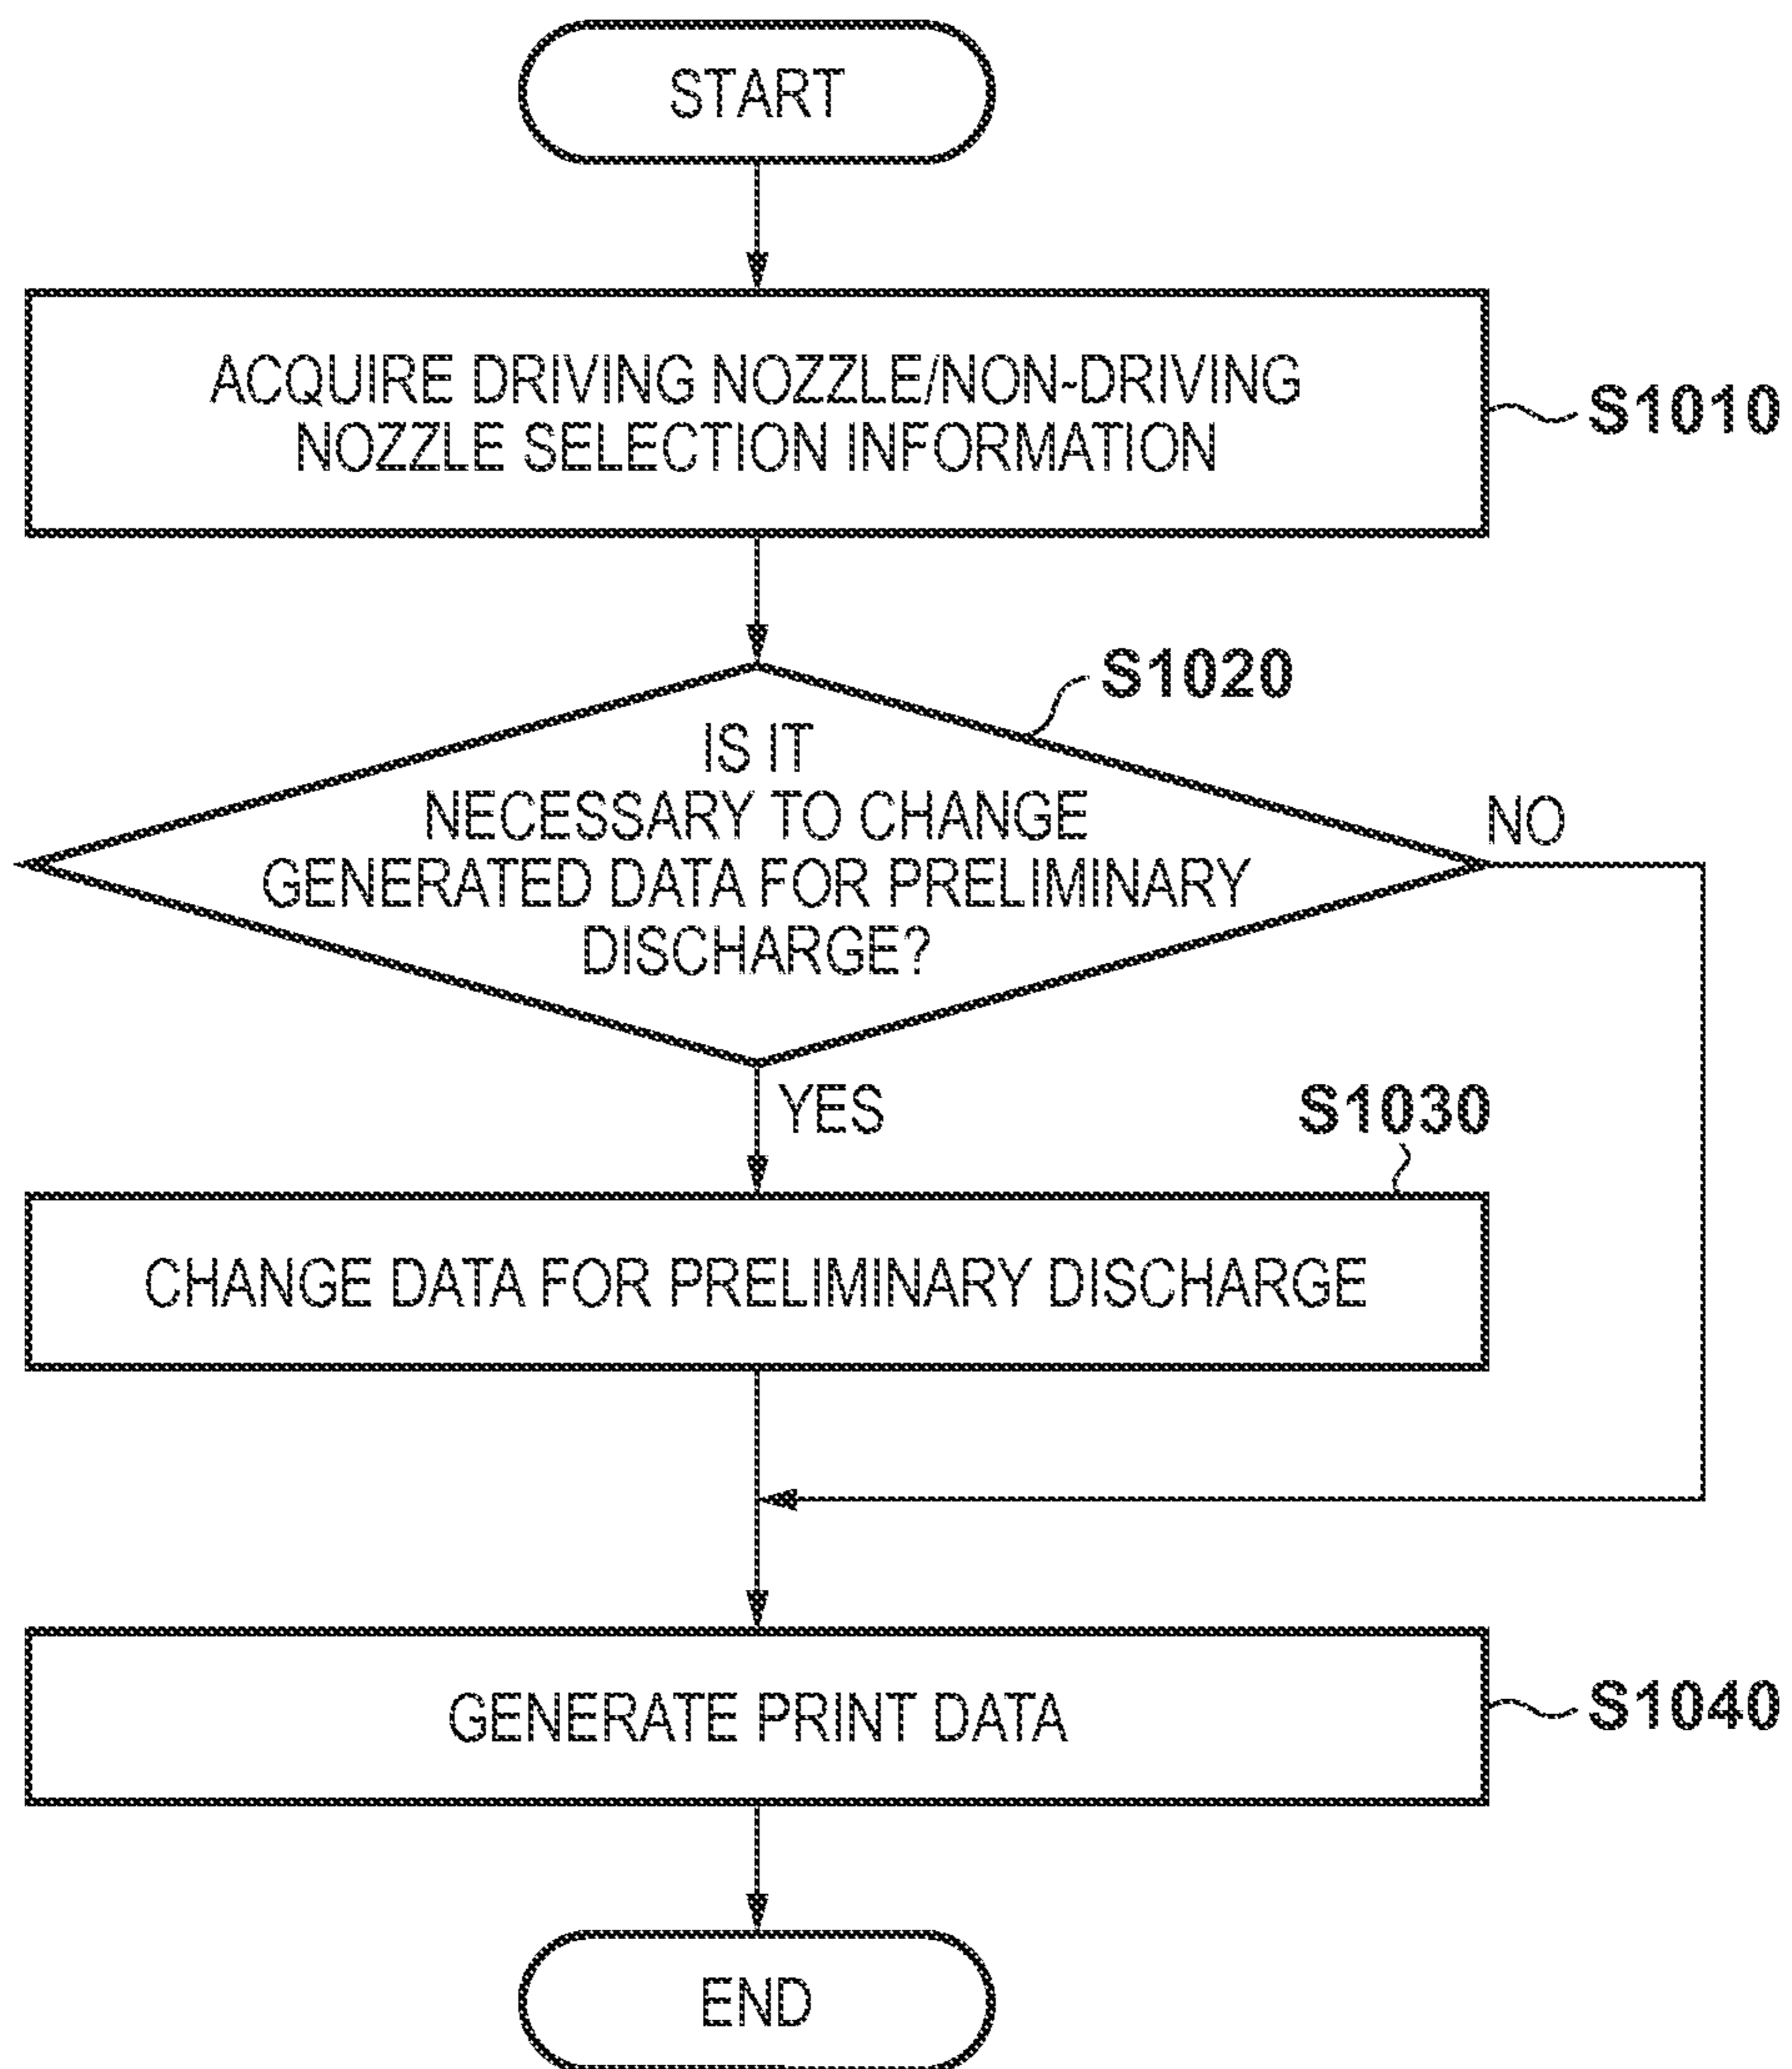 START
ACQUIRE DRIVING NOZZLE/NON-DRIVING
NOZZLE SELECTION INFORMATION
S1010
S1020
IS IT
NECESSARY TO CHANGE
GENERATED DATA FOR PRELIMINARY
DISCHARGE?
NO
YES
S1030
CHANGE DATA FOR PRELIMINARY DISCHARGE
GENERATE PRINT DATA
S1040
END